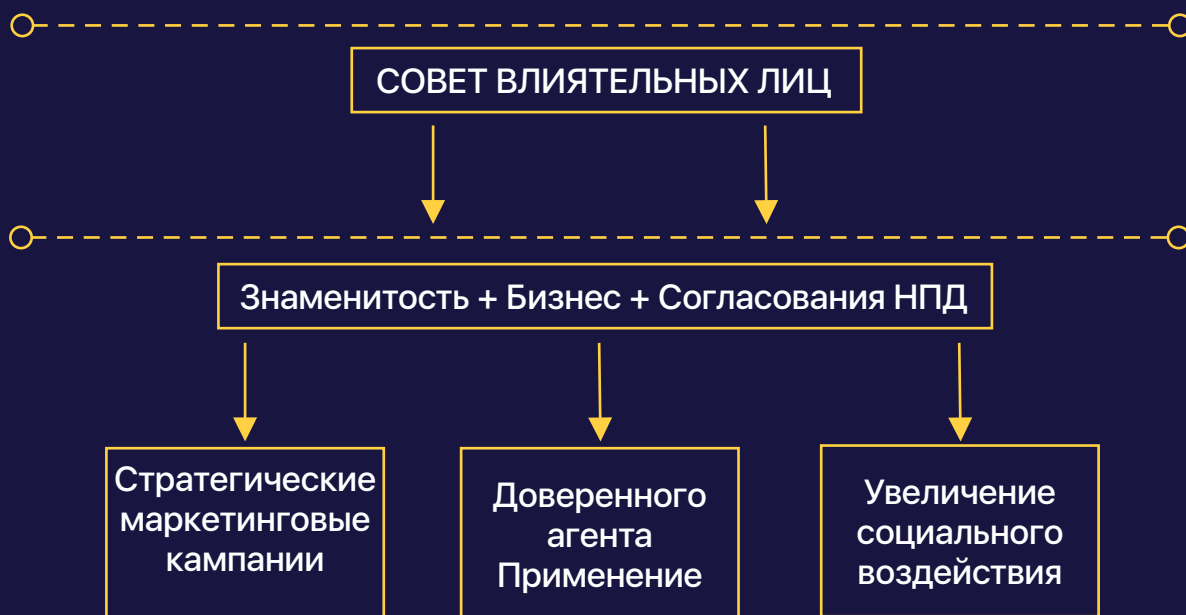 СОВЕТ ВЛИЯТЕЛЬНЫХ ЛИЦ
Знаменитость + Бизнес + Согласования НПД
Стратегические
маркетинговые
кампании
Доверенного
агента
Применение
Увеличение
социального
воздействия